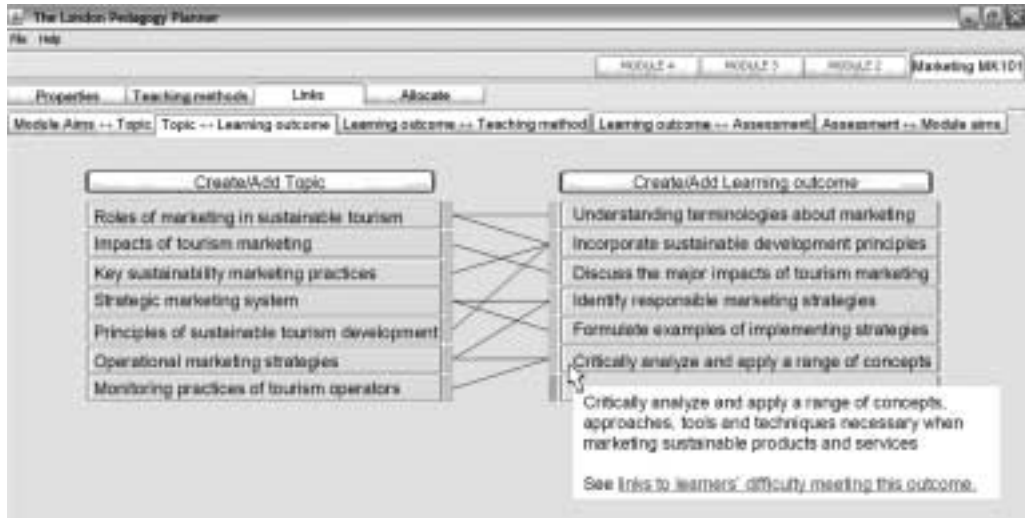 The London Pedagogy Planner
File Help
MODULE 4 MODULE 3 MODULE 2 Marketing MK101
Properties Teaching methods Links Allocate
Module Aims ↔ Topic Topic ↔ Learning outcome Learning outcome ↔ Teaching method Learning outcome ↔ Assessment Assessment ↔ Module aims
Create/Add Topic
Roles of marketing in sustainable tourism
Impacts of tourism marketing
Key sustainability marketing practices
Strategic marketing system
Principles of sustainable tourism development
Operational marketing strategies
Monitoring practices of tourism operators
Create/Add Learning outcome
Understanding terminologies about marketing
Incorporate sustainable development principles
Discuss the major impacts of tourism marketing
Identify responsible marketing strategies
Formulate examples of implementing strategies
Critically analyze and apply a range of concepts
Critically analyze and apply a range of concepts,
approaches, tools and techniques necessary when
marketing sustainable products and services
See links to learners' difficulty meeting this outcome.